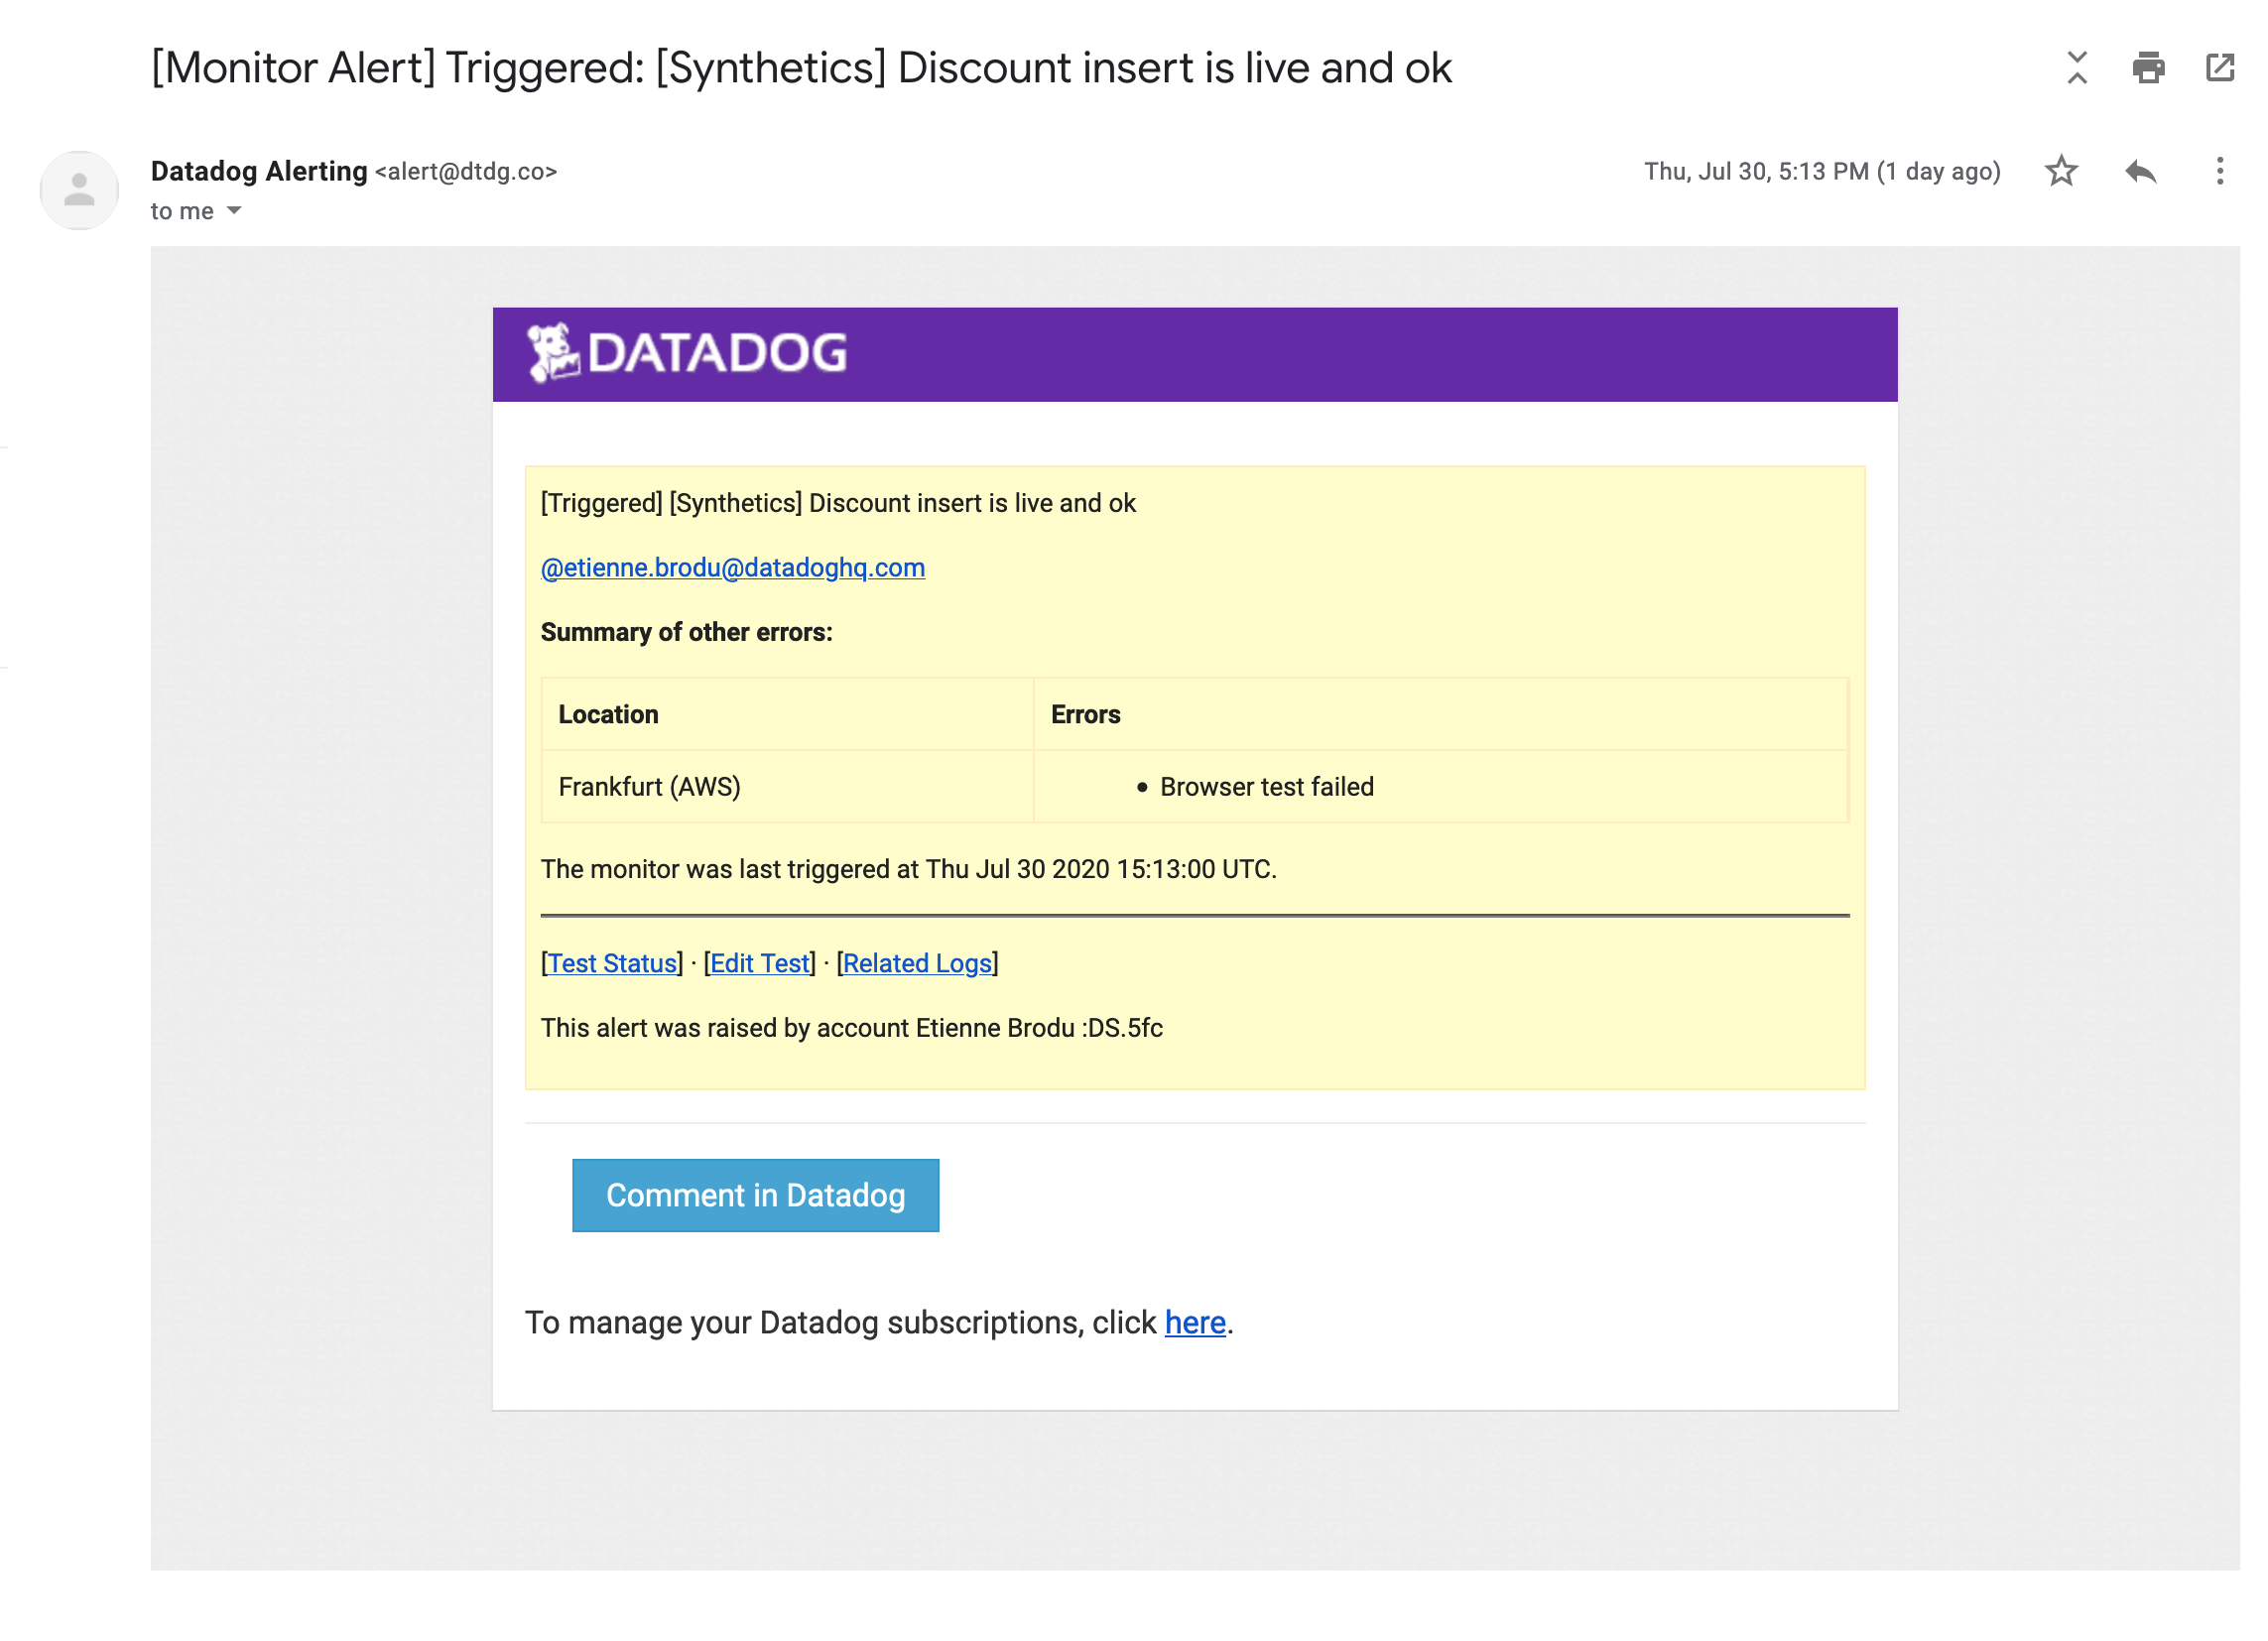 [Monitor Alert] Triggered: [Synthetics] Discount insert is live and ok
Datadog Alerting <alert@dtdg.co>
Thu, Jul 30, 5:13 PM (1 day ago)
to me
DATADOG
[Triggered] [Synthetics] Discount insert is live and ok
@etienne.brodu@datadoghq.com
Summary of other errors:
Location Errors
Frankfurt (AWS) • Browser test failed
The monitor was last triggered at Thu Jul 30 2020 15:13:00 UTC.
[Test Status] · [Edit Test] · [Related Logs]
This alert was raised by account Etienne Brodu :DS.5fc
Comment in Datadog
To manage your Datadog subscriptions, click here.